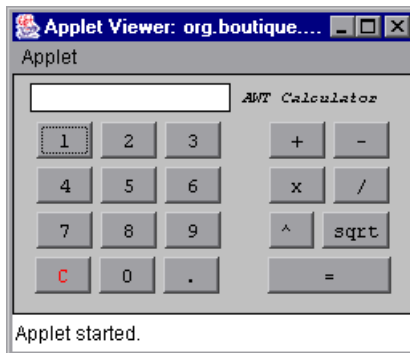 Applet Viewer: org.boutique....
Applet
AWT Calculator
1 2 3 + -
4 5 6 x /
7 8 9 ^ sqrt
C 0 . =
Applet started.